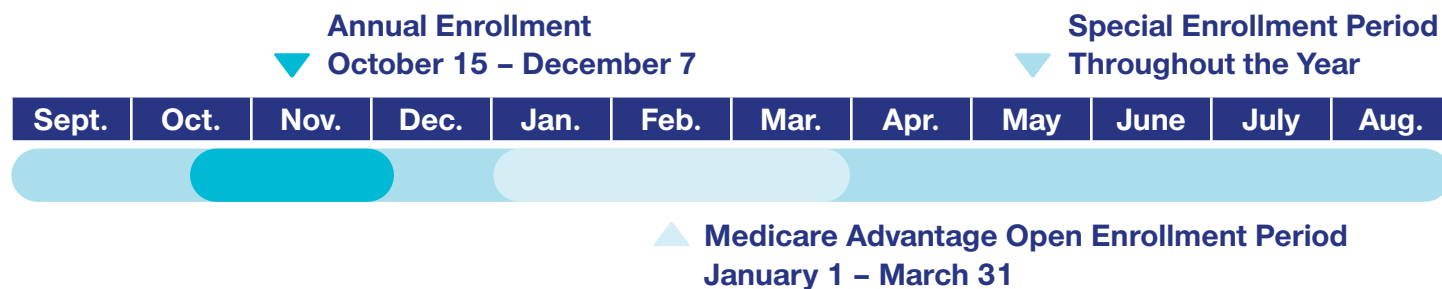 Annual Enrollment
October 15 – December 7
Special Enrollment Period
Throughout the Year
Sept. Oct. Nov. Dec. Jan. Feb. Mar. Apr. May June July Aug.
Medicare Advantage Open Enrollment Period
January 1 – March 31